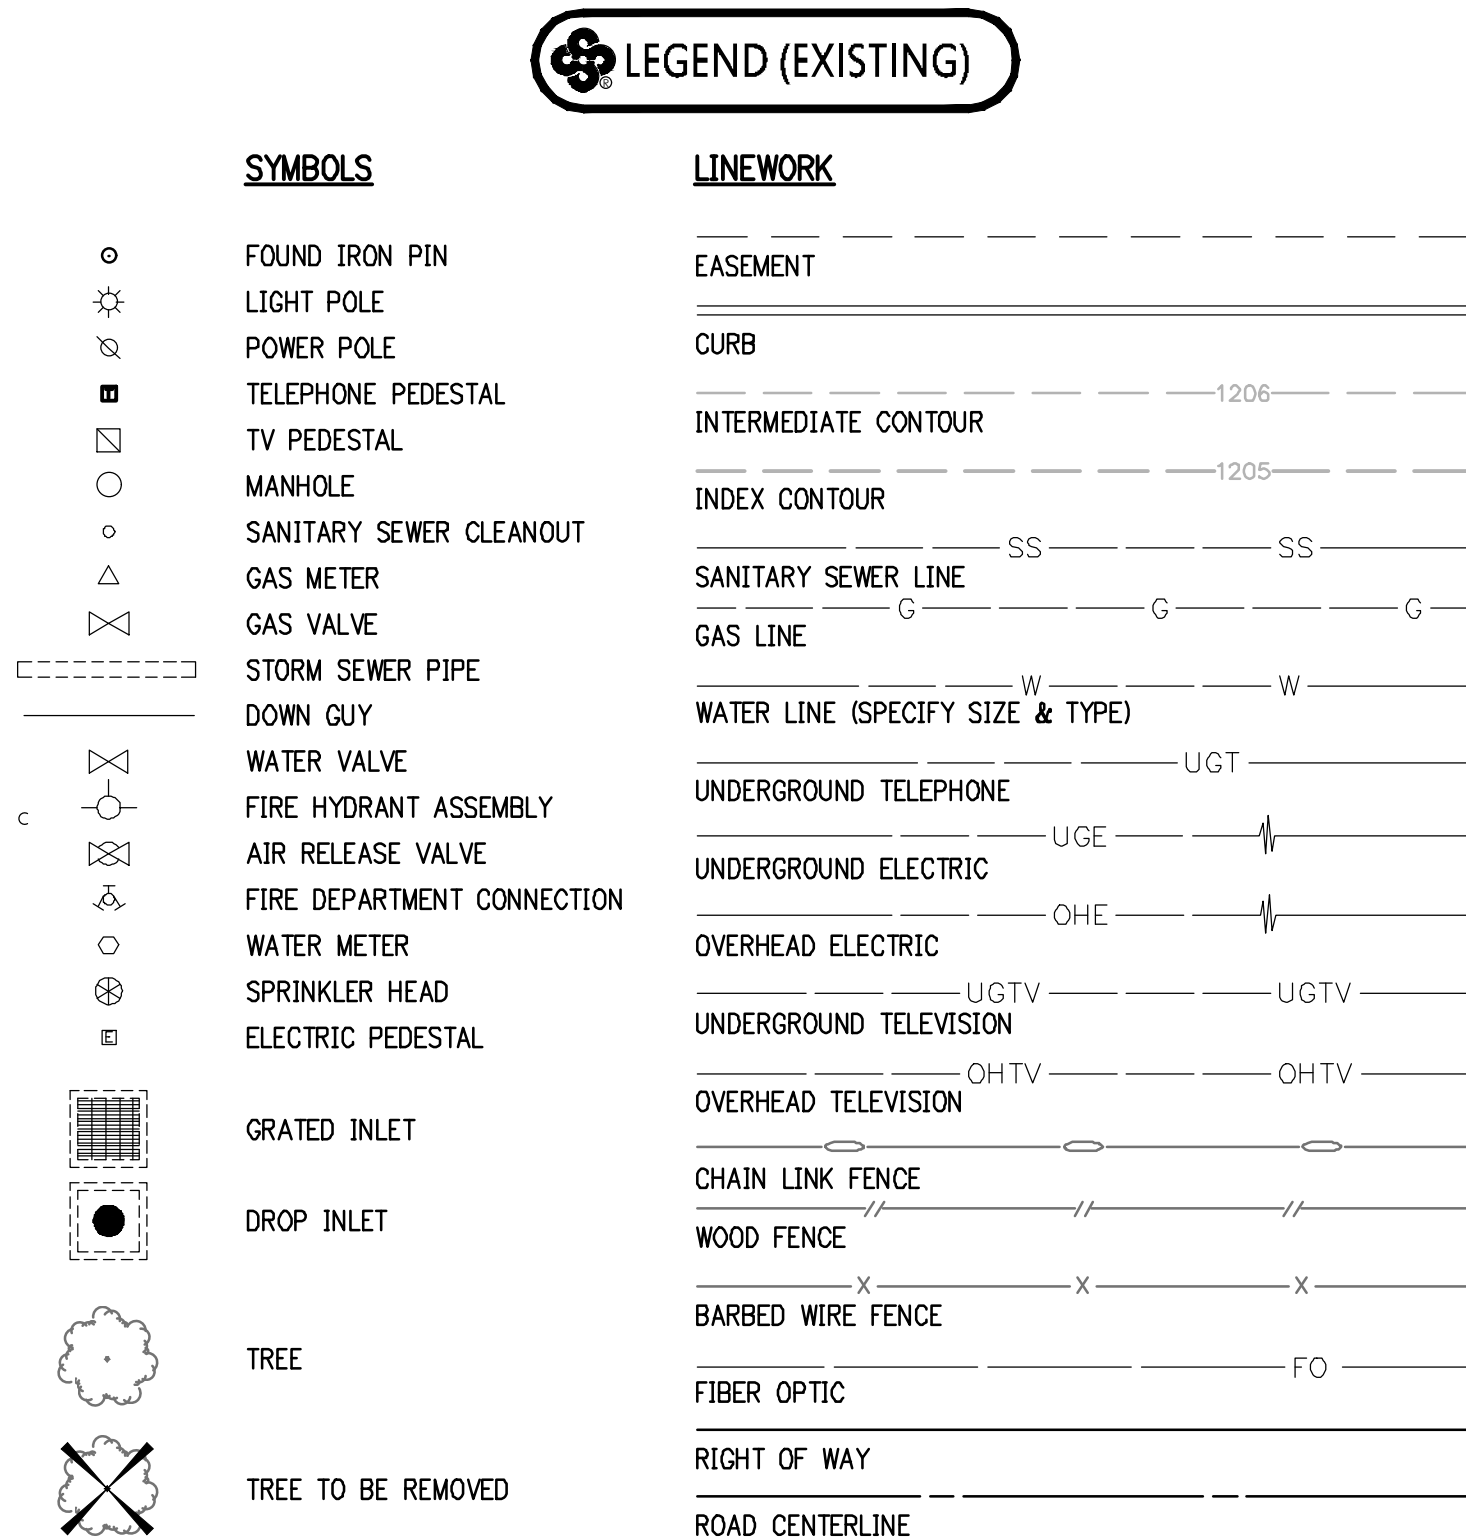 LEGEND (EXISTING)
®
SYMBOLS
FOUND IRON PIN
LIGHT POLE
POWER POLE
TELEPHONE PEDESTAL
TV PEDESTAL
MANHOLE
SANITARY SEWER CLEANOUT
GAS METER
GAS VALVE
STORM SEWER PIPE
DOWN GUY
WATER VALVE
FIRE HYDRANT ASSEMBLY
C
AIR RELEASE VALVE
FIRE DEPARTMENT CONNECTION
WATER METER
SPRINKLER HEAD
E
ELECTRIC PEDESTAL
GRATED INLET
DROP INLET
TREE
TREE TO BE REMOVED
LINEWORK
EASEMENT
CURB
1206
INTERMEDIATE CONTOUR
1205
INDEX CONTOUR
SS SS
SANITARY SEWER LINE
G G G
GAS LINE
W W
WATER LINE (SPECIFY SIZE & TYPE)
UGT
UNDERGROUND TELEPHONE
UGE
UNDERGROUND ELECTRIC
OHE
OVERHEAD ELECTRIC
UGTV UGTV
UNDERGROUND TELEVISION
OHTV OHTV
OVERHEAD TELEVISION
CHAIN LINK FENCE
// // //
WOOD FENCE
X X X
BARBED WIRE FENCE
FO
FIBER OPTIC
RIGHT OF WAY
ROAD CENTERLINE